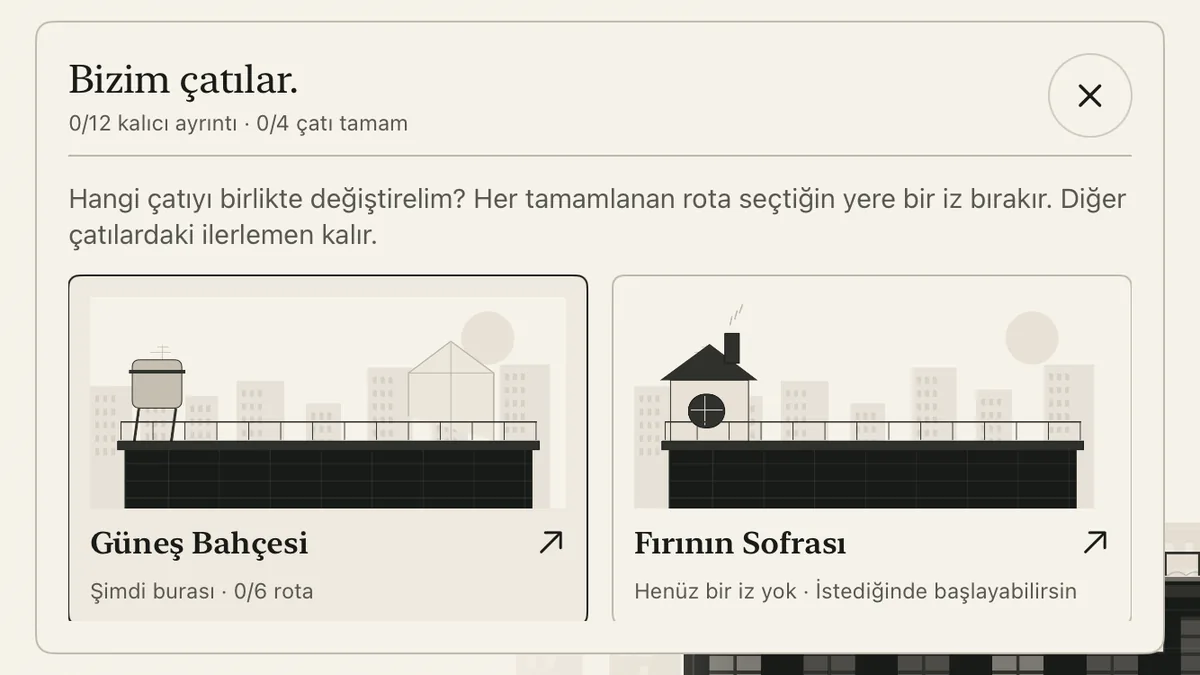 Bizim çatılar.
0/12 kalıcı ayrıntı · 0/4 çatı tamam
Hangi çatıyı birlikte değiştirelim? Her tamamlanan rota seçtiğin yere bir iz bırakır. Diğer
çatılardaki ilerlemen kalır.
Güneş Bahçesi
Şimdi burası · 0/6 rota
Fırının Sofrası
Henüz bir iz yok · İstediğinde başlayabilirsin